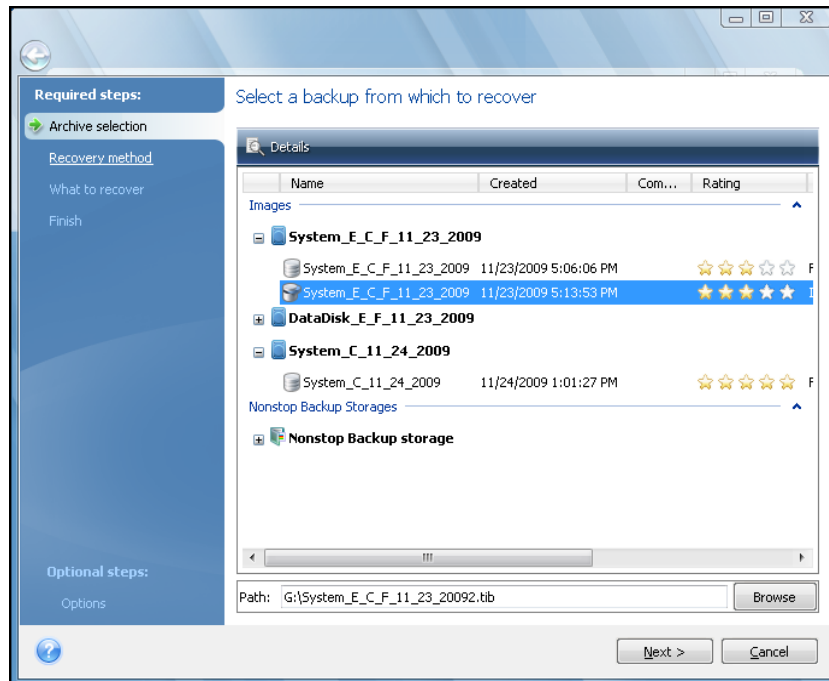 Required steps:
Archive selection
Recovery method
What to recover
Finish
Optional steps:
Options
Select a backup from which to recover
Details
Name Created Com... Rating
Images
System_E_C_F_11_23_2009
System_E_C_F_11_23_2009 11/23/2009 5:06:06 PM F
System_E_C_F_11_23_2009 11/23/2009 5:13:53 PM I
DataDisk_E_F_11_23_2009
System_C_11_24_2009
System_C_11_24_2009 11/24/2009 1:01:27 PM F
Nonstop Backup Storages
Nonstop Backup storage
Path: G:\System_E_C_F_11_23_20092.tib Browse
Next > Cancel